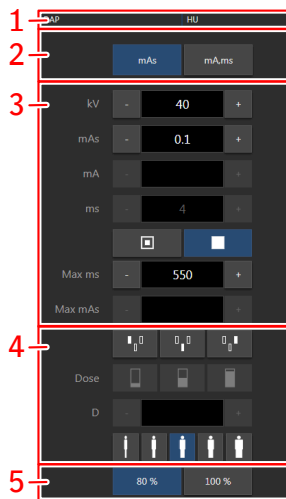 1 DAP HU
2 mAs mA,ms
3 kV - 40 +
mAs - 0.1 +
mA - +
ms - 4 +
Max ms - 550 +
Max mAs - +
4
Dose
D - +
5 80 % 100 %